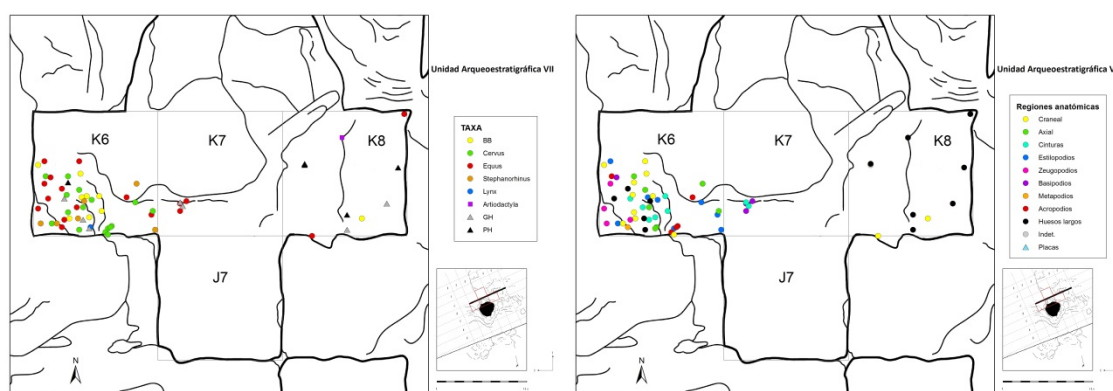 Unidad Arqueoestratigráfica VII
K6
K7
K8
J7
N
TAXA
BB
Cervus
Equus
Stephanorhinus
Lynx
Artiodactyla
GH
PH
Unidad Arqueoestratigráfica V
K6
K7
K8
J7
N
Regiones anatómicas
Craneal
Axial
Cinturas
Estilopodios
Zeugopodios
Basipodios
Metapodios
Acropodios
Huesos largos
Indet.
Placas